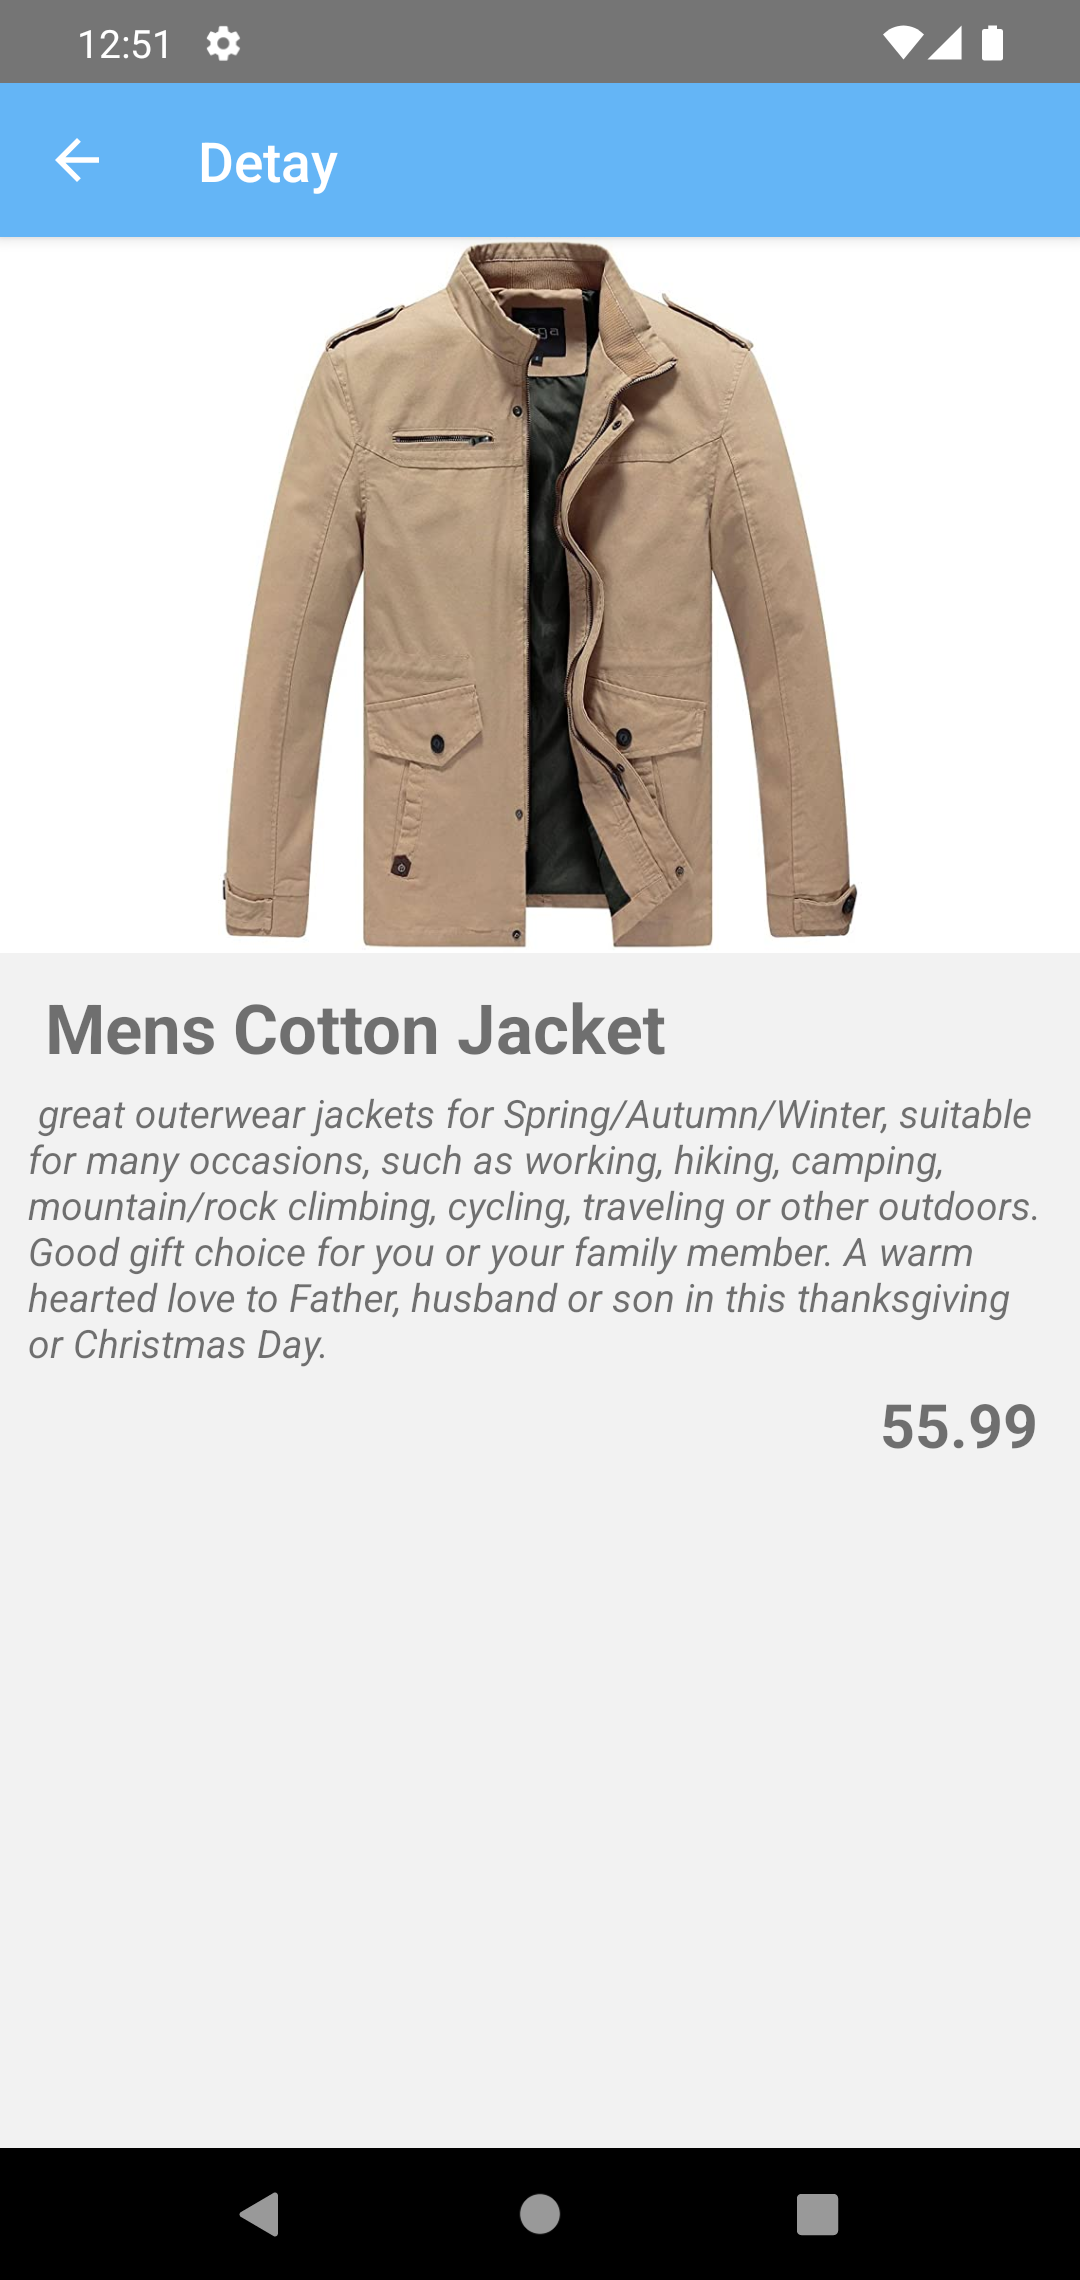 12:51
Detay
Mens Cotton Jacket
great outerwear jackets for Spring/Autumn/Winter, suitable
for many occasions, such as working, hiking, camping,
mountain/rock climbing, cycling, traveling or other outdoors.
Good gift choice for you or your family member. A warm
hearted love to Father, husband or son in this thanksgiving
or Christmas Day.
55.99